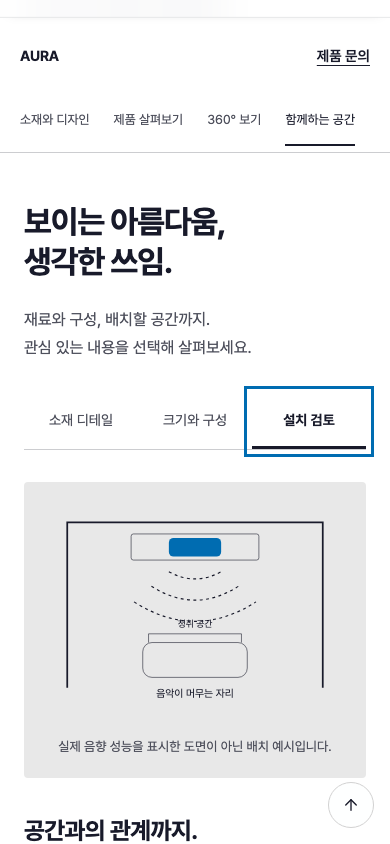 AURA
제품 문의
소재와 디자인
제품 살펴보기
360° 보기
함께하는 공간
보이는 아름다움,
생각한 쓰임.
재료와 구성, 배치할 공간까지.
관심 있는 내용을 선택해 살펴보세요.
소재 디테일
크기와 구성
설치 검토
청취 공간
음악이 머무는 자리
실제 음향 성능을 표시한 도면이 아닌 배치 예시입니다.
공간과의 관계까지.